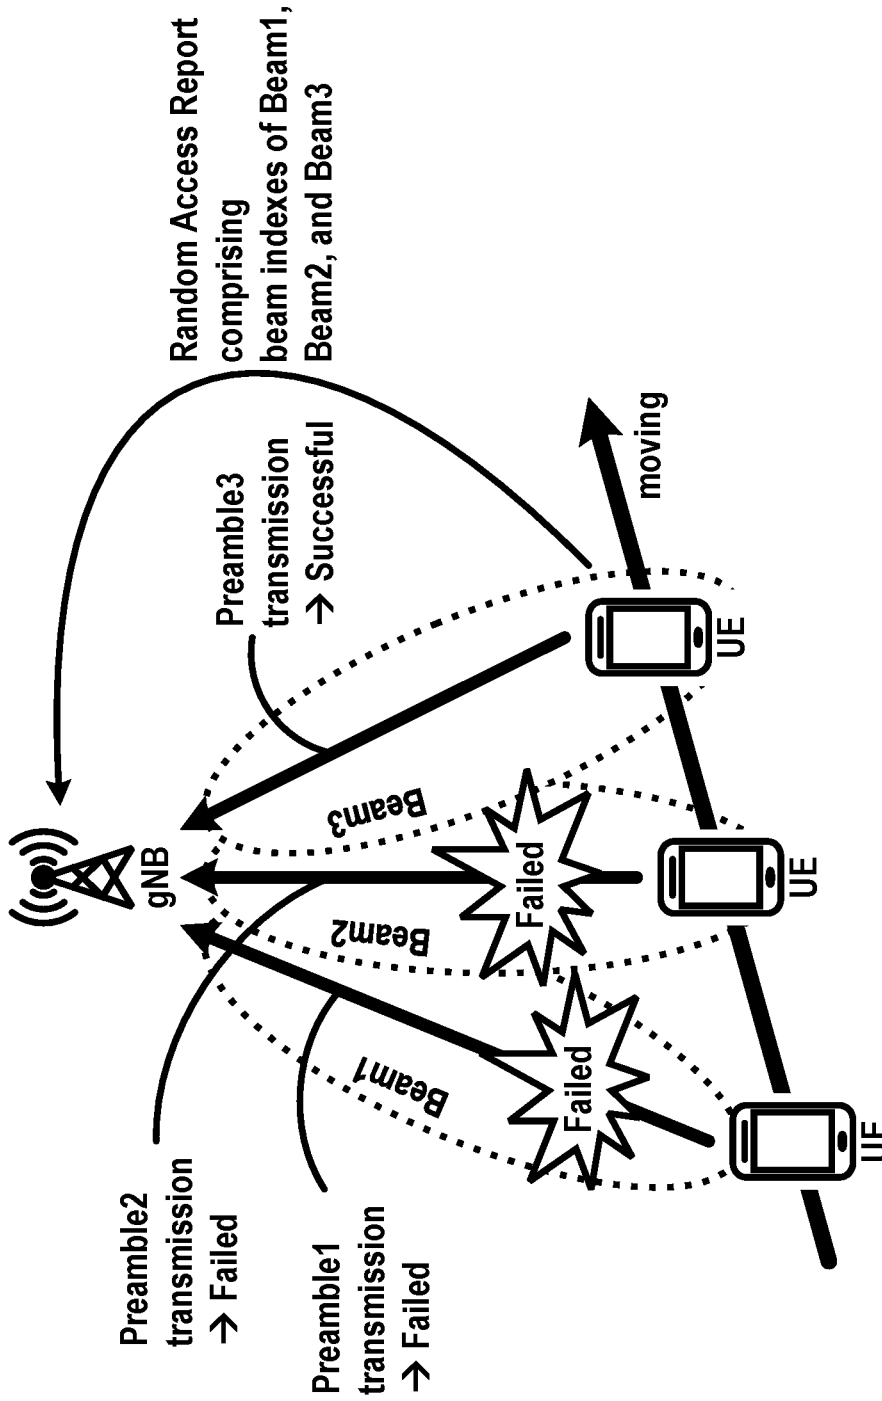 Random Access Report
comprising
beam indexes of Beam1,
Beam2, and Beam3
gNB
Preamble3
transmission
→ Successful
Preamble2
transmission
→ Failed
Preamble1
transmission
→ Failed
Beam1
Beam2
Beam3
Failed
Failed
moving
UE
UE
UE